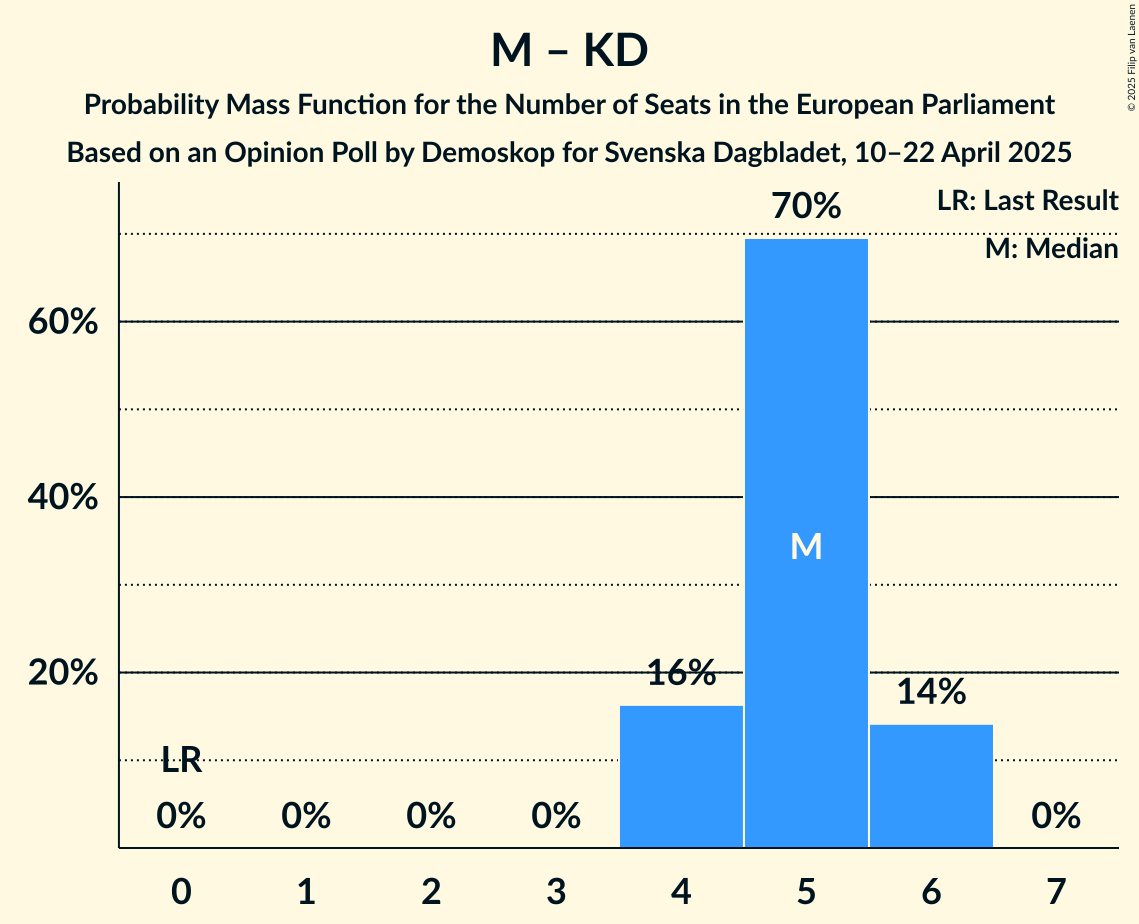 M – KD
Probability Mass Function for the Number of Seats in the European Parliament
Based on an Opinion Poll by Demoskop for Svenska Dagbladet, 10–22 April 2025
© 2025 Filip van Laenen
LR: Last Result
M: Median
70%
60%
40%
M
20%
16%
14%
LR
0%
0%
0%
0%
0%
0
1
2
3
4
5
6
7